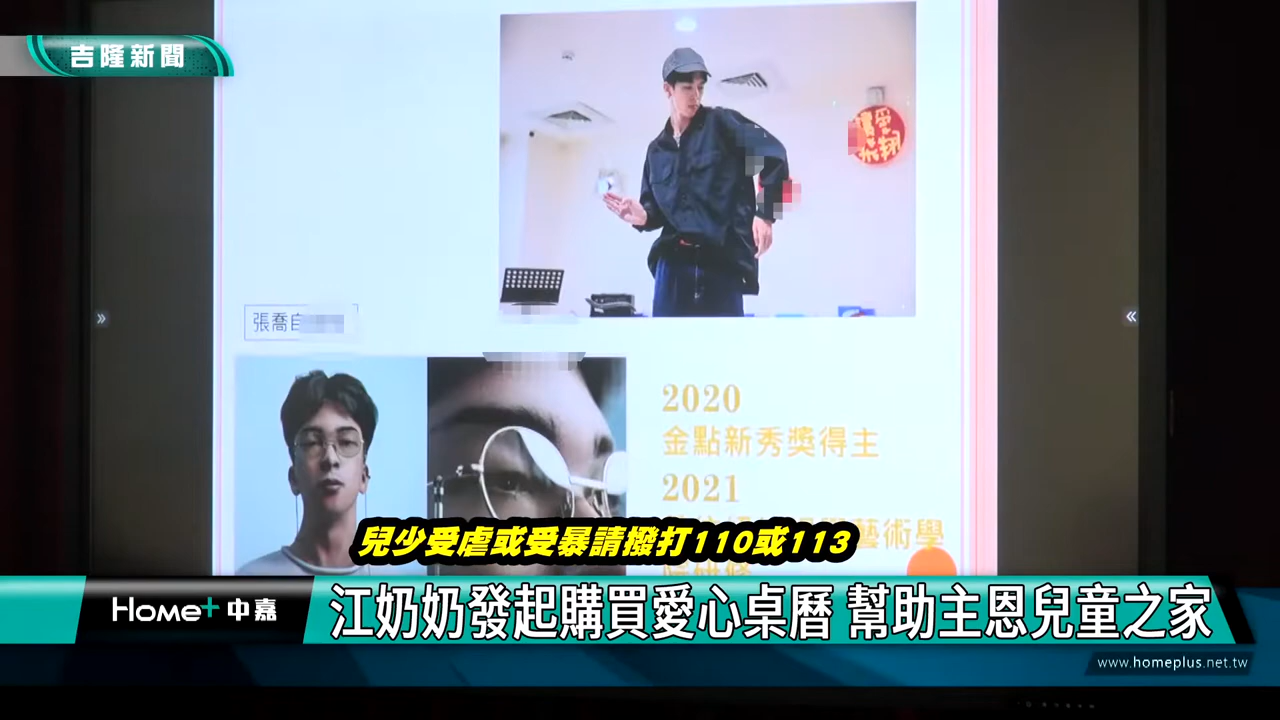 吉隆新聞
張喬
2020
金點新秀獎得主
2021
藝術學
兒少受虐或受暴請撥打110或113
Home+中嘉
江奶奶發起購買愛心桌曆 幫助主恩兒童之家
www.homeplus.net.tw